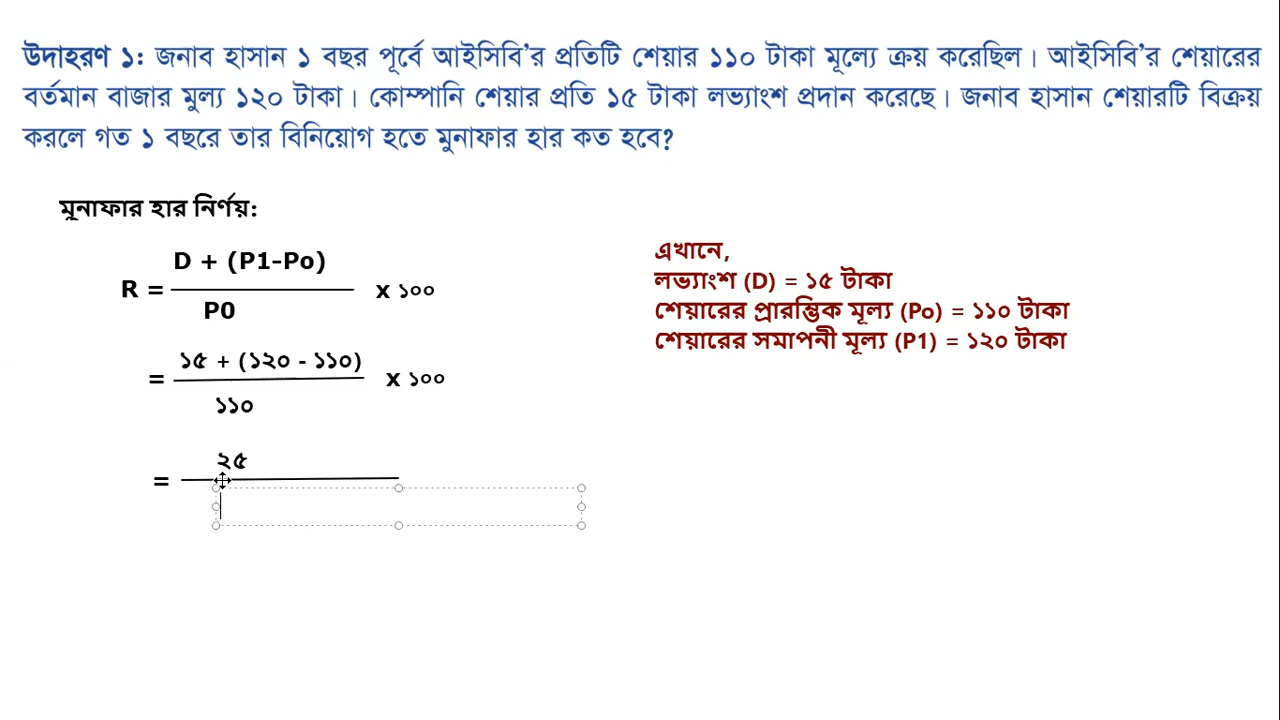 উদাহরণ ১: জনাব হাসান ১ বছর পূর্বে আইসিবি’র প্রতিটি শেয়ার ১১০ টাকা মূল্যে ক্রয় করেছিল। আইসিবি’র শেয়ারের
বর্তমান বাজার মুল্য ১২০ টাকা। কোম্পানি শেয়ার প্রতি ১৫ টাকা লভ্যাংশ প্রদান করেছে। জনাব হাসান শেয়ারটি বিক্রয়
করলে গত ১ বছরে তার বিনিয়োগ হতে মুনাফার হার কত হবে?
মুনাফার হার নির্ণয়:
D + (P1-Po)
R = x ১০০
P0
১৫ + (১২০ - ১১০)
= x ১০০
১১০
২৫
=
এখানে,
লভ্যাংশ (D) = ১৫ টাকা
শেয়ারের প্রারম্ভিক মূল্য (Po) = ১১০ টাকা
শেয়ারের সমাপনী মূল্য (P1) = ১২০ টাকা